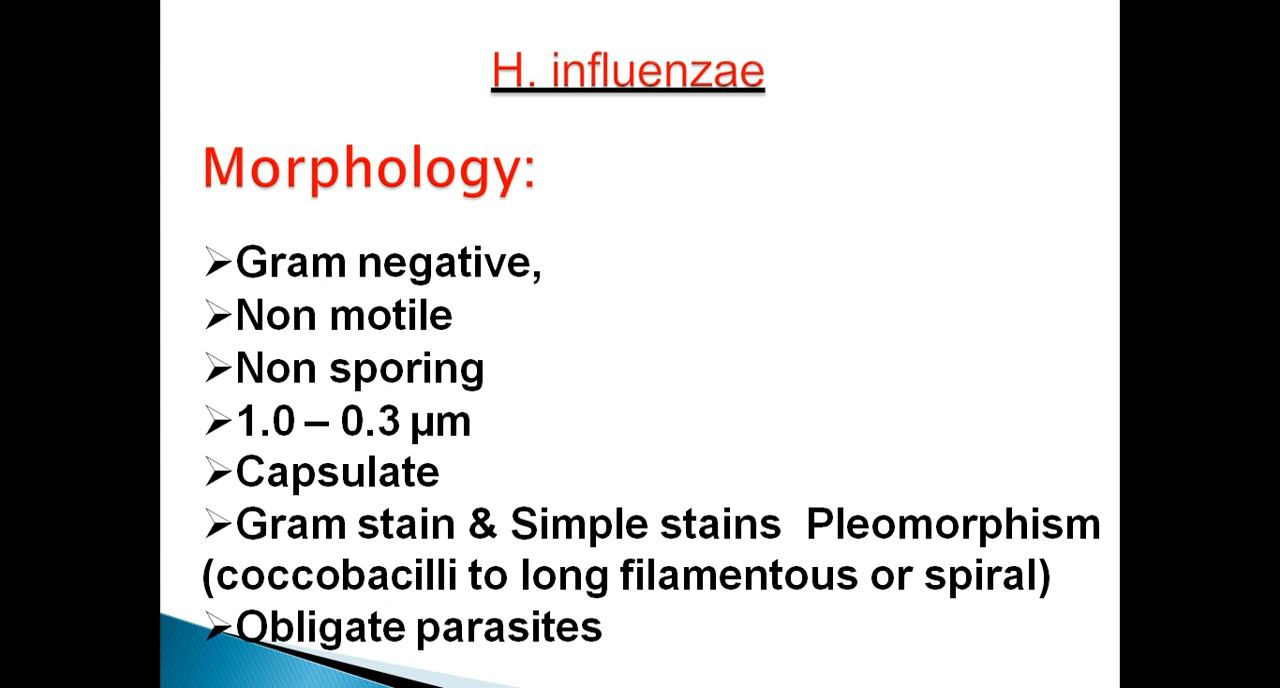 H. influenzae
Morphology:
➢Gram negative,
➢Non motile
➢Non sporing
➢1.0 – 0.3 µm
➢Capsulate
➢Gram stain & Simple stains Pleomorphism
(coccobacilli to long filamentous or spiral)
➢Obligate parasites